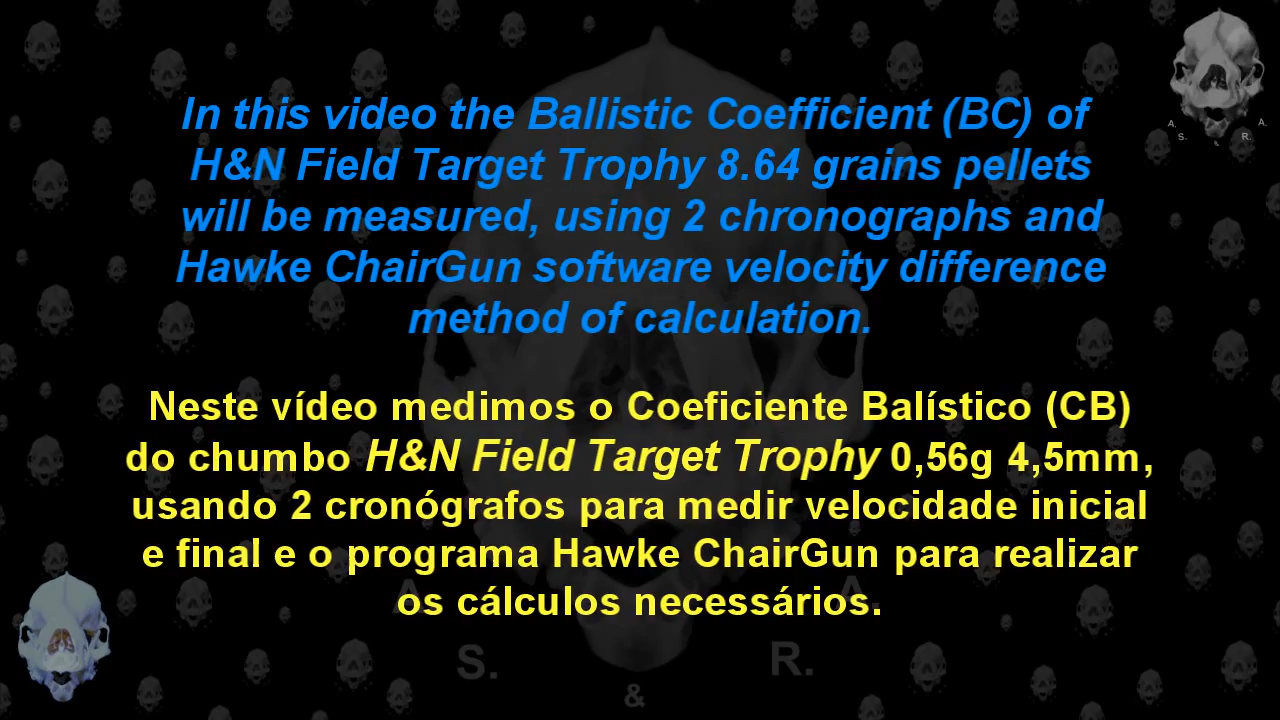 In this video the Ballistic Coefficient (BC) of
H&N Field Target Trophy 8.64 grains pellets
will be measured, using 2 chronographs and
Hawke ChairGun software velocity difference
method of calculation.
Neste vídeo medimos o Coeficiente Balístico (CB)
do chumbo H&N Field Target Trophy 0,56g 4,5mm,
usando 2 cronógrafos para medir velocidade inicial
e final e o programa Hawke ChairGun para realizar
os cálculos necessários.
A. A.
S. R.
&
A A
S. R.
&